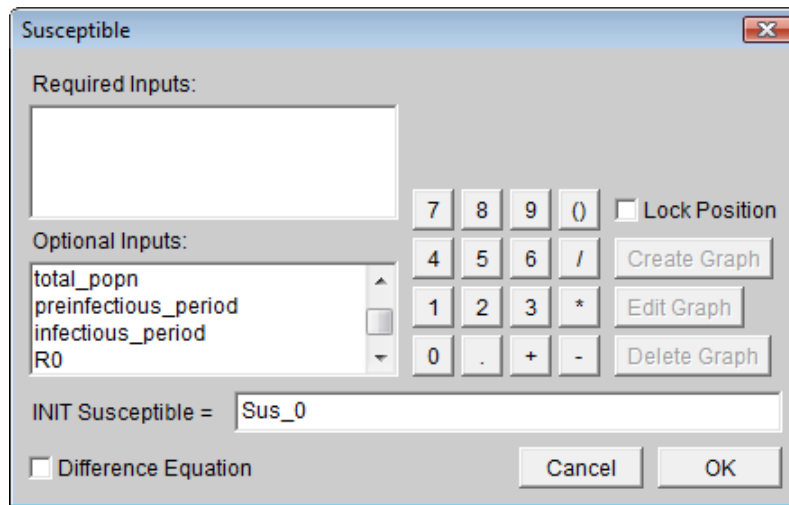 Susceptible
Required Inputs:
7 8 9 () Lock Position
Optional Inputs:
total_popn
preinfectious_period
infectious_period
R0
4 5 6 / Create Graph
1 2 3 * Edit Graph
0 . + - Delete Graph
INIT Susceptible = Sus_0
Difference Equation
Cancel OK